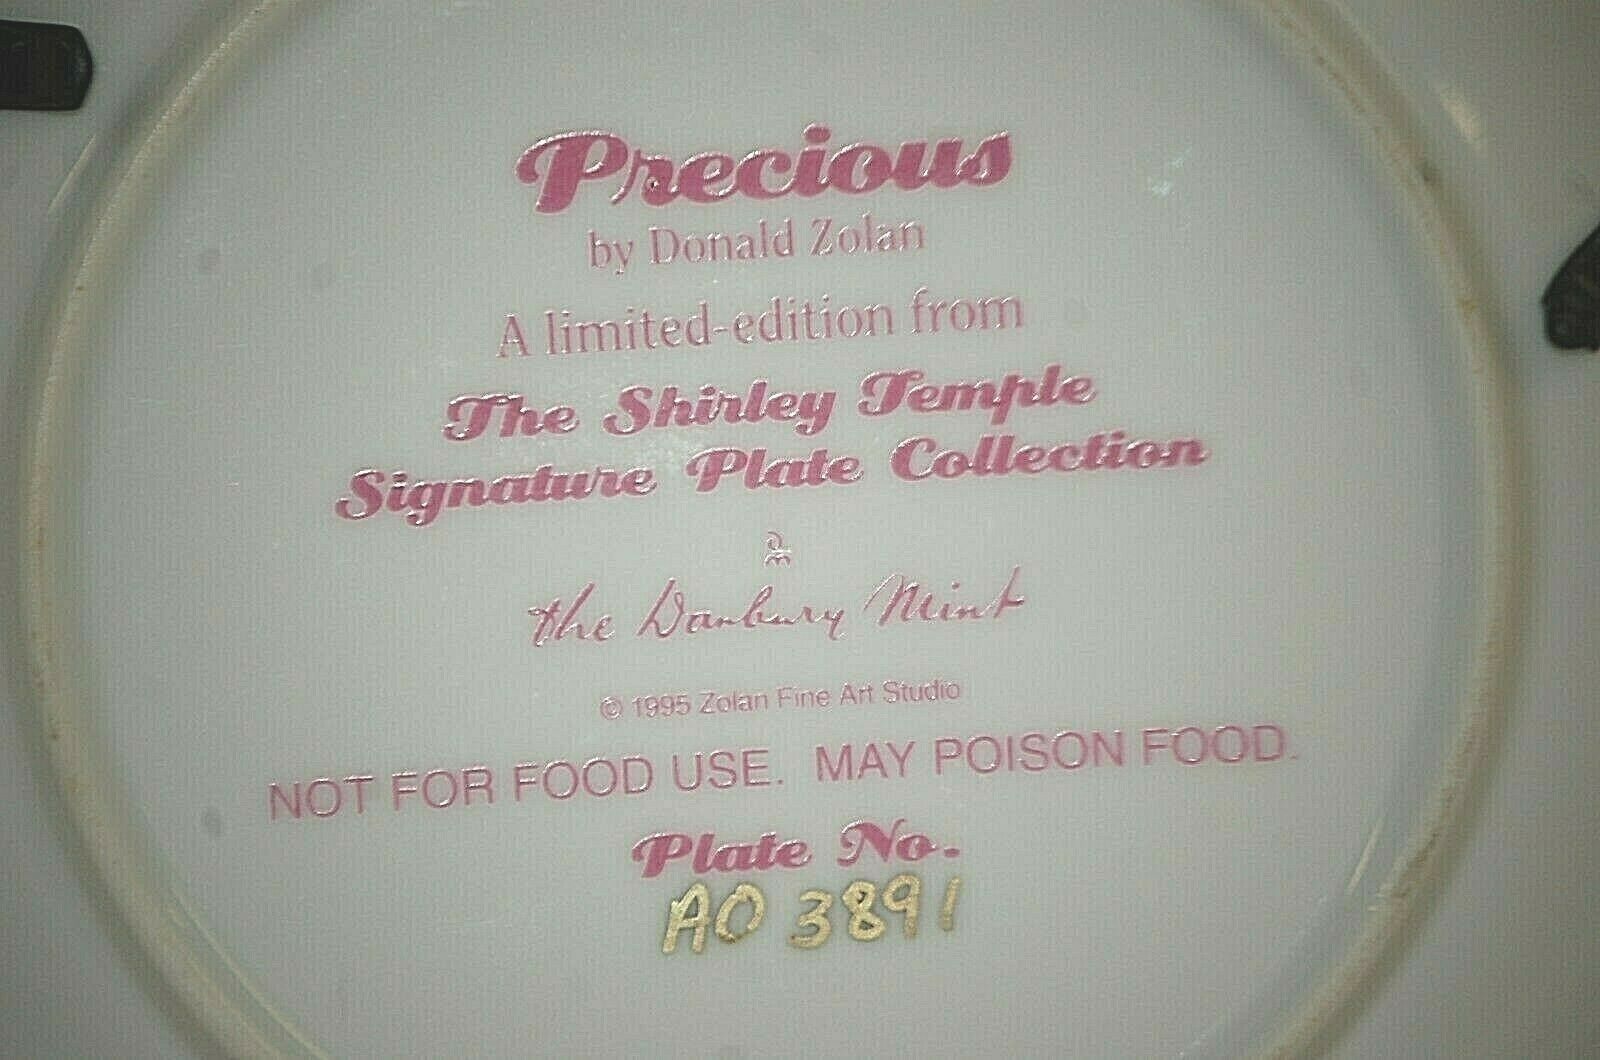 Precious
by Donald Zolan
A limited-edition from
The Shirley Temple
Signature Plate Collection
DM
the Danbury Mint
© 1995 Zolan Fine Art Studio
NOT FOR FOOD USE. MAY POISON FOOD.
Plate No.
AO 3891